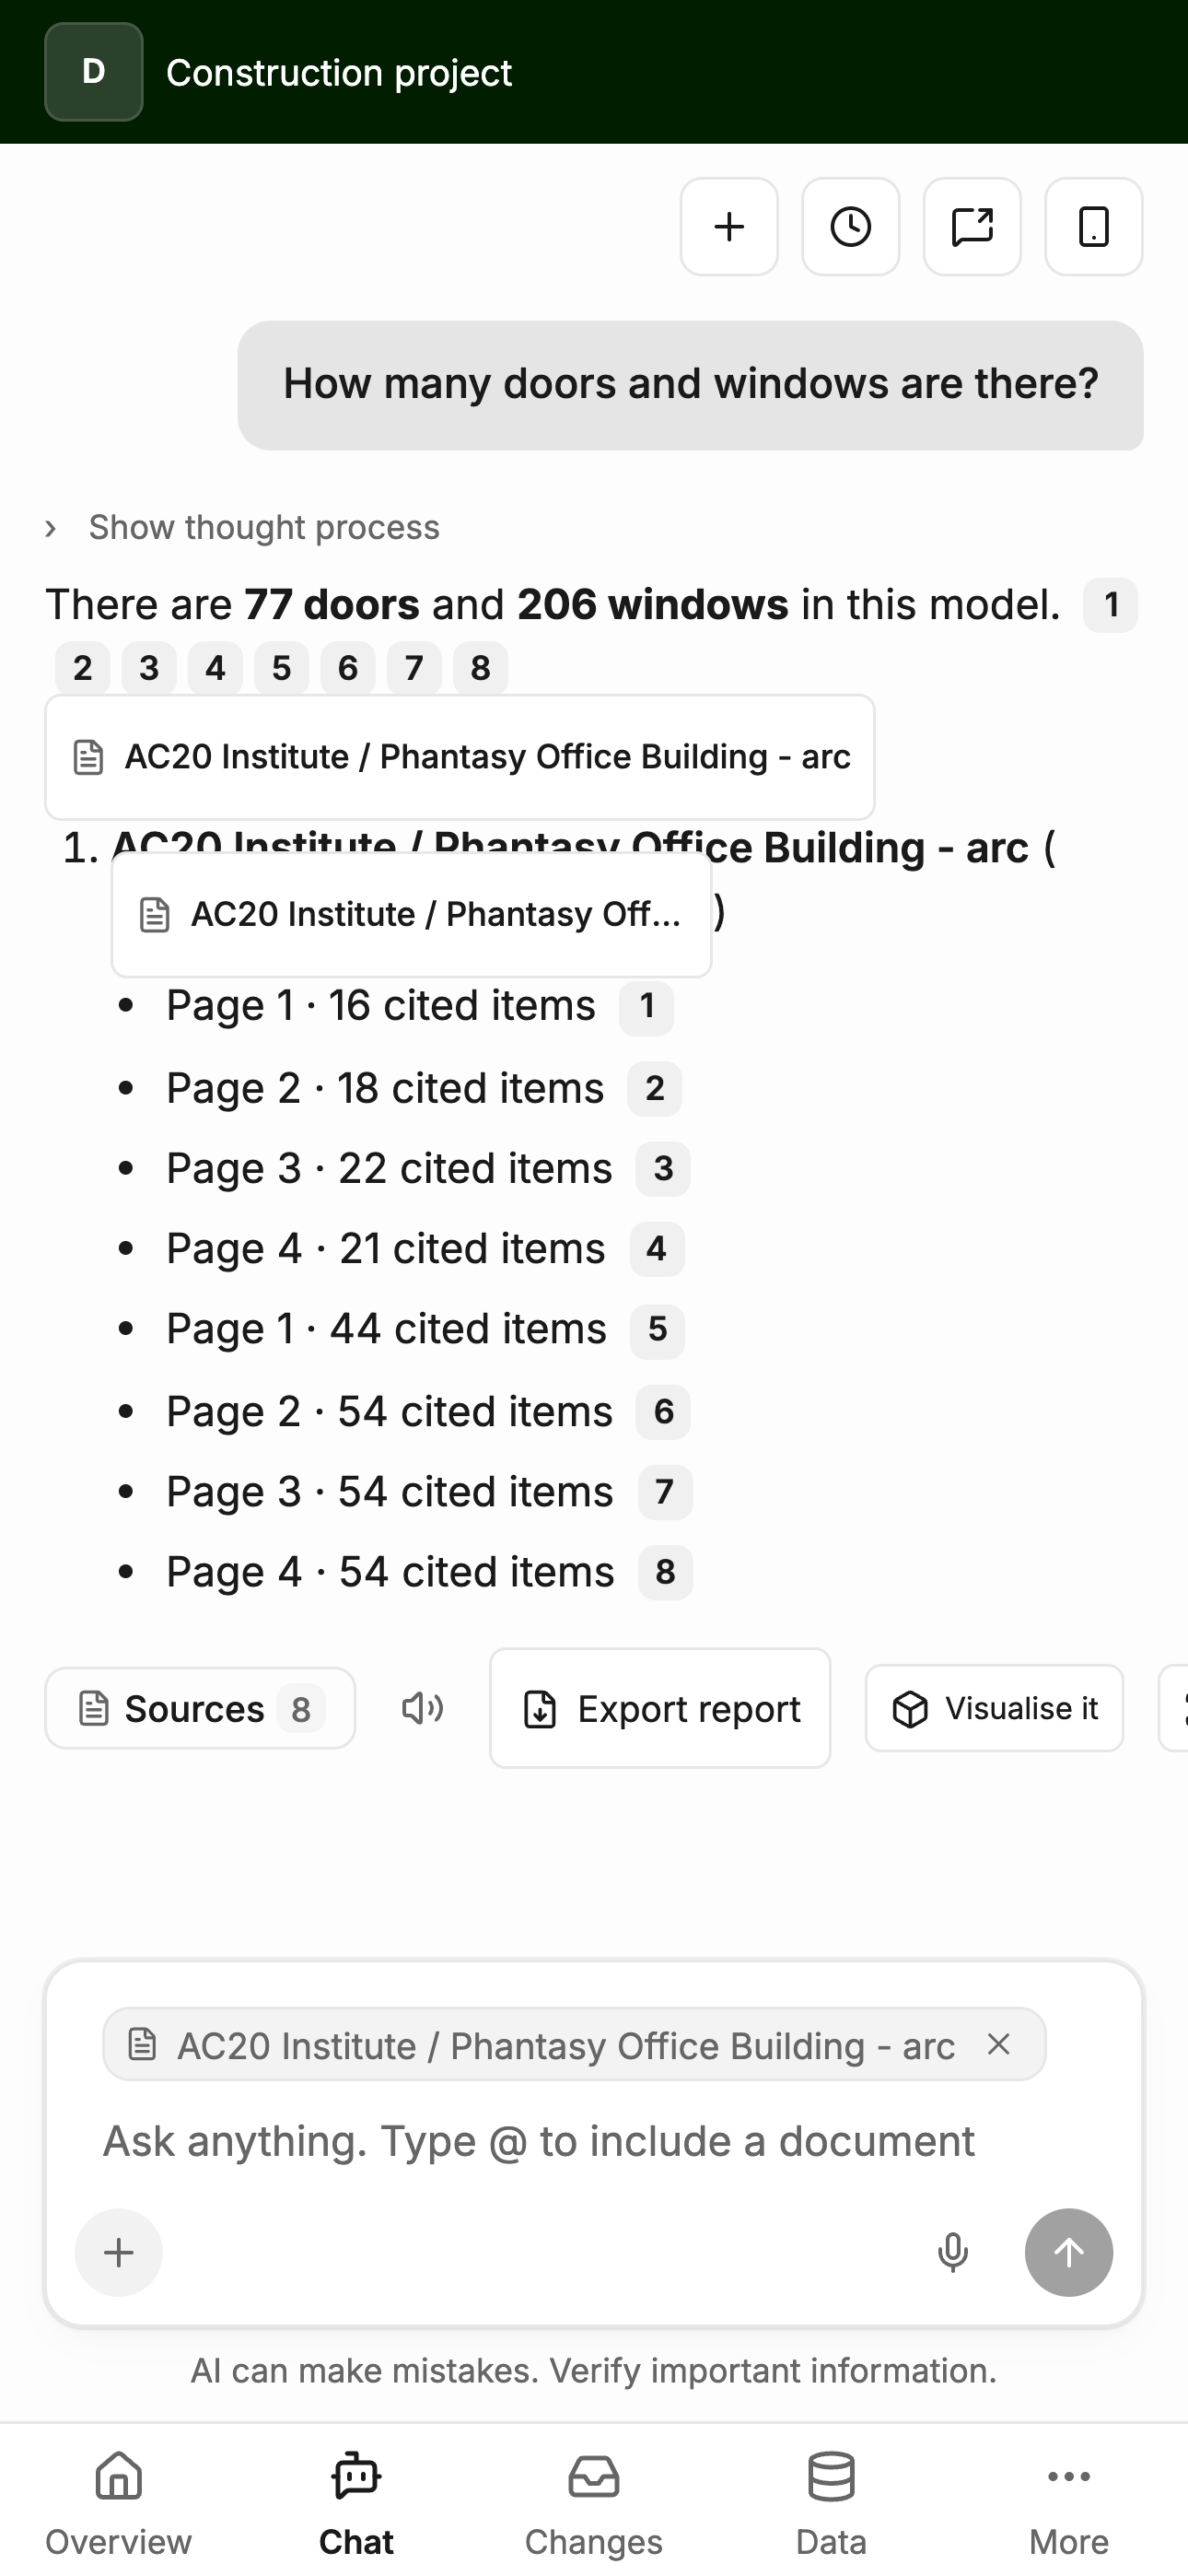 D Construction project
How many doors and windows are there?
› Show thought process
There are 77 doors and 206 windows in this model. 1
2 3 4 5 6 7 8
AC20 Institute / Phantasy Office Building - arc
1. AC20 Institute / Phantasy Office Building - arc (
AC20 Institute / Phantasy Off... )
• Page 1 · 16 cited items 1
• Page 2 · 18 cited items 2
• Page 3 · 22 cited items 3
• Page 4 · 21 cited items 4
• Page 1 · 44 cited items 5
• Page 2 · 54 cited items 6
• Page 3 · 54 cited items 7
• Page 4 · 54 cited items 8
Sources 8 Export report Visualise it
AC20 Institute / Phantasy Office Building - arc
Ask anything. Type @ to include a document
AI can make mistakes. Verify important information.
Overview Chat Changes Data More